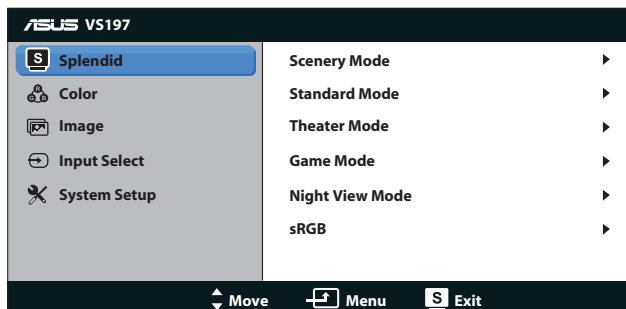 ASUS VS197
S Splendid
Color
Image
Input Select
System Setup
Scenery Mode
Standard Mode
Theater Mode
Game Mode
Night View Mode
sRGB
Move Menu S Exit